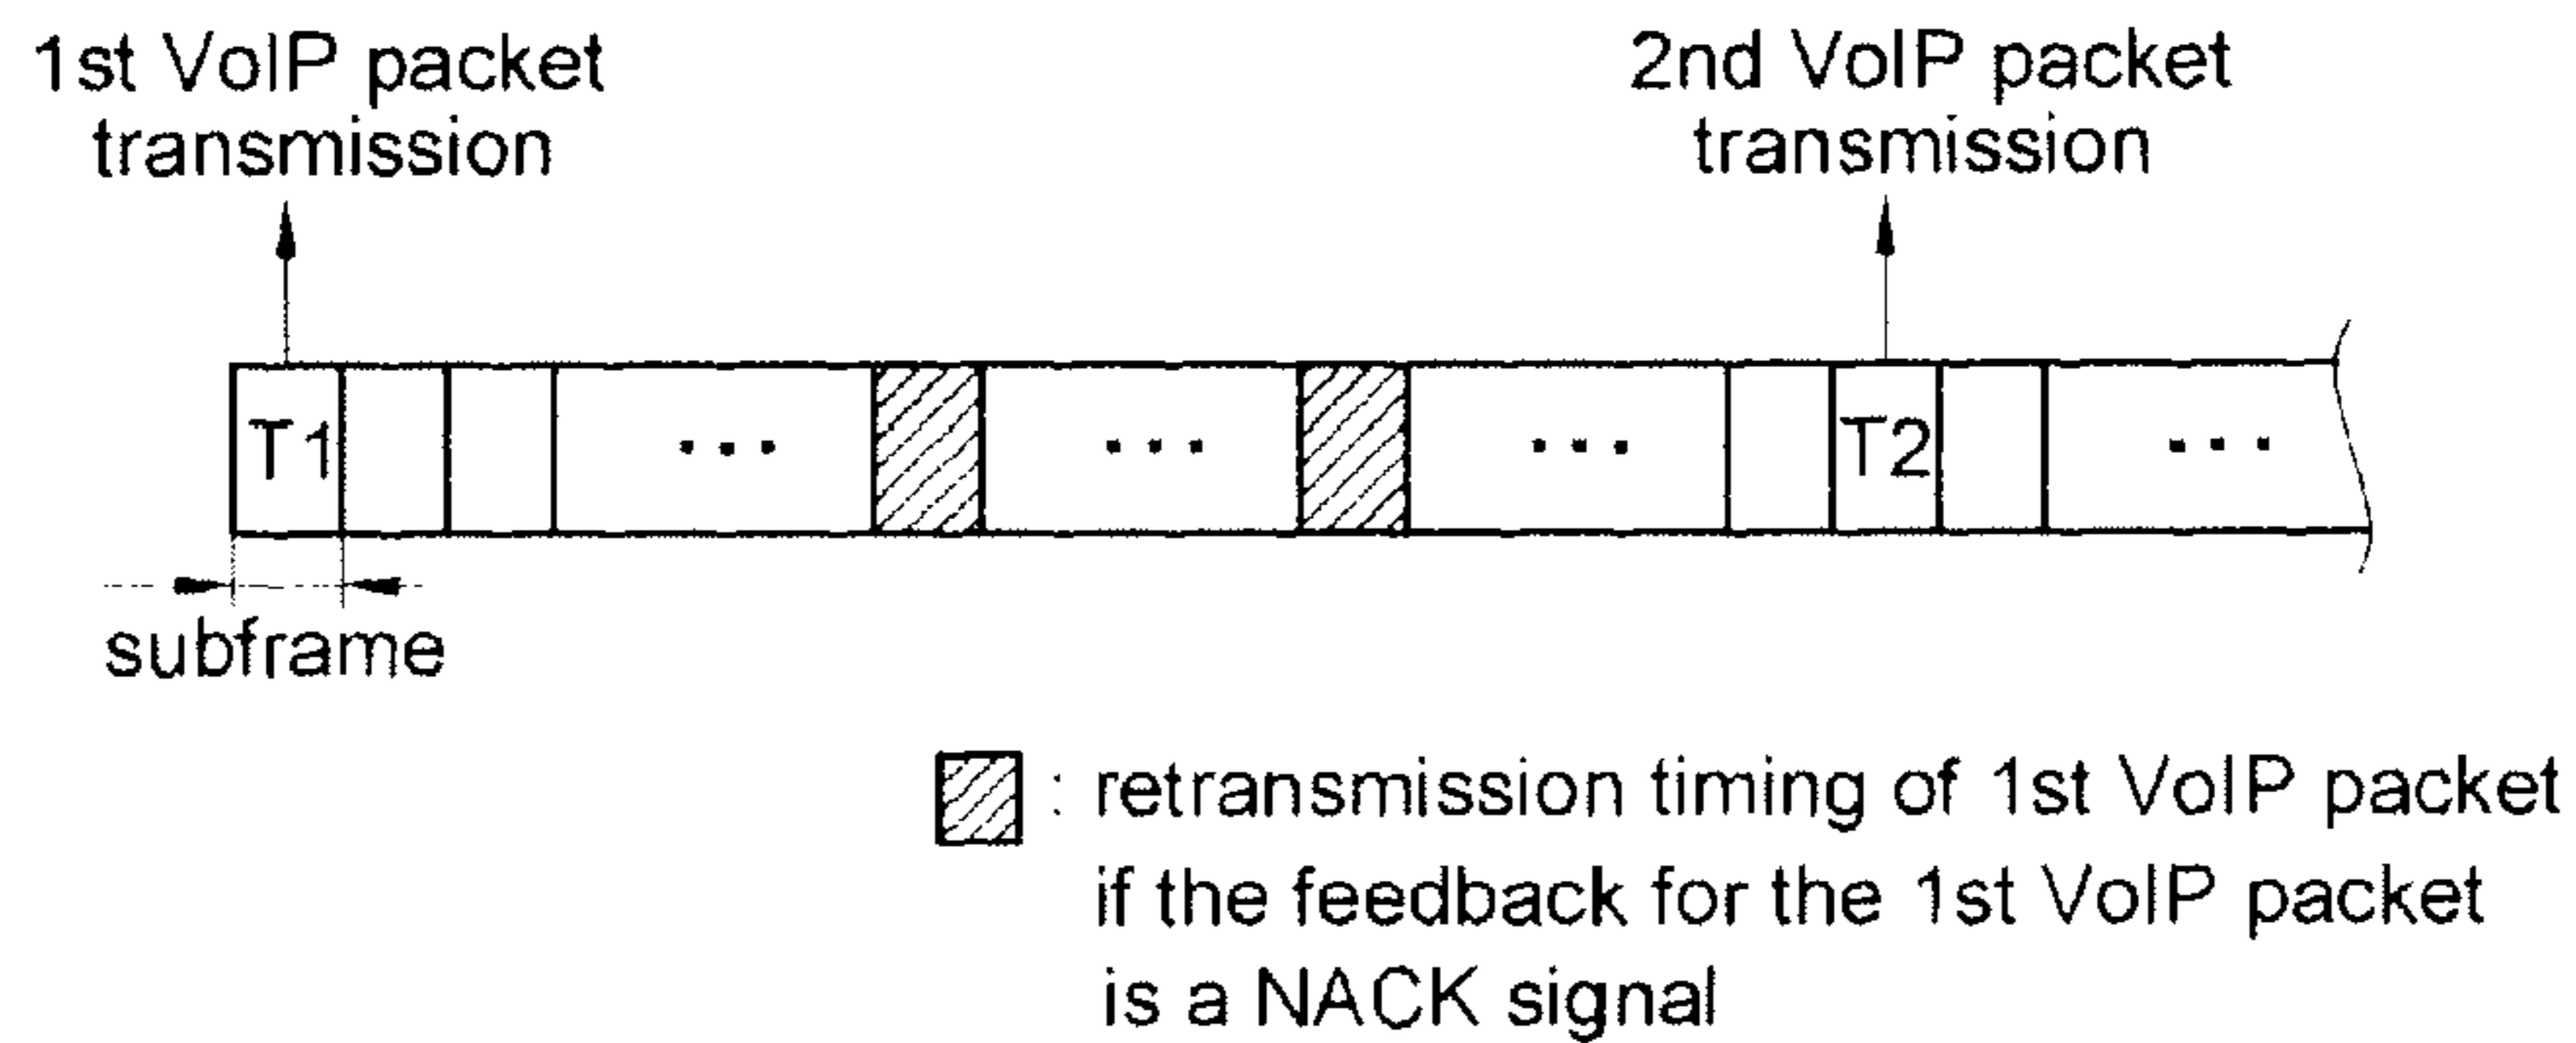 1st VoIP packet
transmission
2nd VoIP packet
transmission
T1
...
...
...
T2
...
subframe
: retransmission timing of 1st VoIP packet
if the feedback for the 1st VoIP packet
is a NACK signal